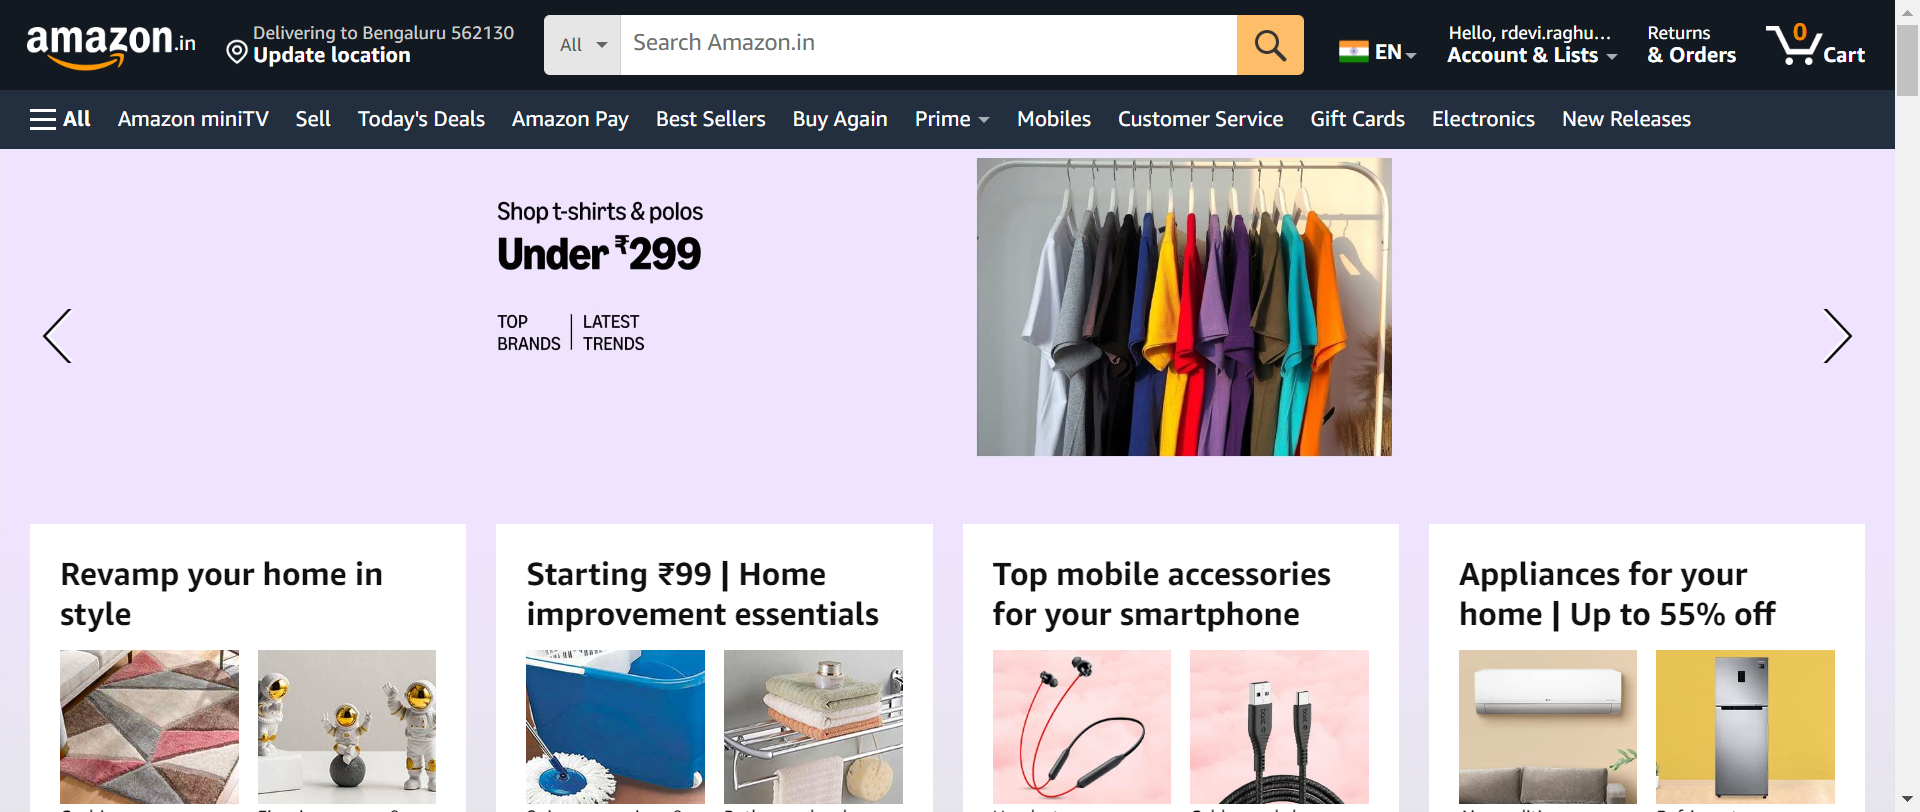 amazon.in
Delivering to Bengaluru 562130
Update location
All
Search Amazon.in
EN
Hello, rdevi.raghu...
Account & Lists
Returns
& Orders
0
Cart
All
Amazon miniTV
Sell
Today's Deals
Amazon Pay
Best Sellers
Buy Again
Prime
Mobiles
Customer Service
Gift Cards
Electronics
New Releases
Shop t-shirts & polos
Under ₹299
TOP
BRANDS
LATEST
TRENDS
Revamp your home in
style
Starting ₹99 | Home
improvement essentials
Top mobile accessories
for your smartphone
Appliances for your
home | Up to 55% off